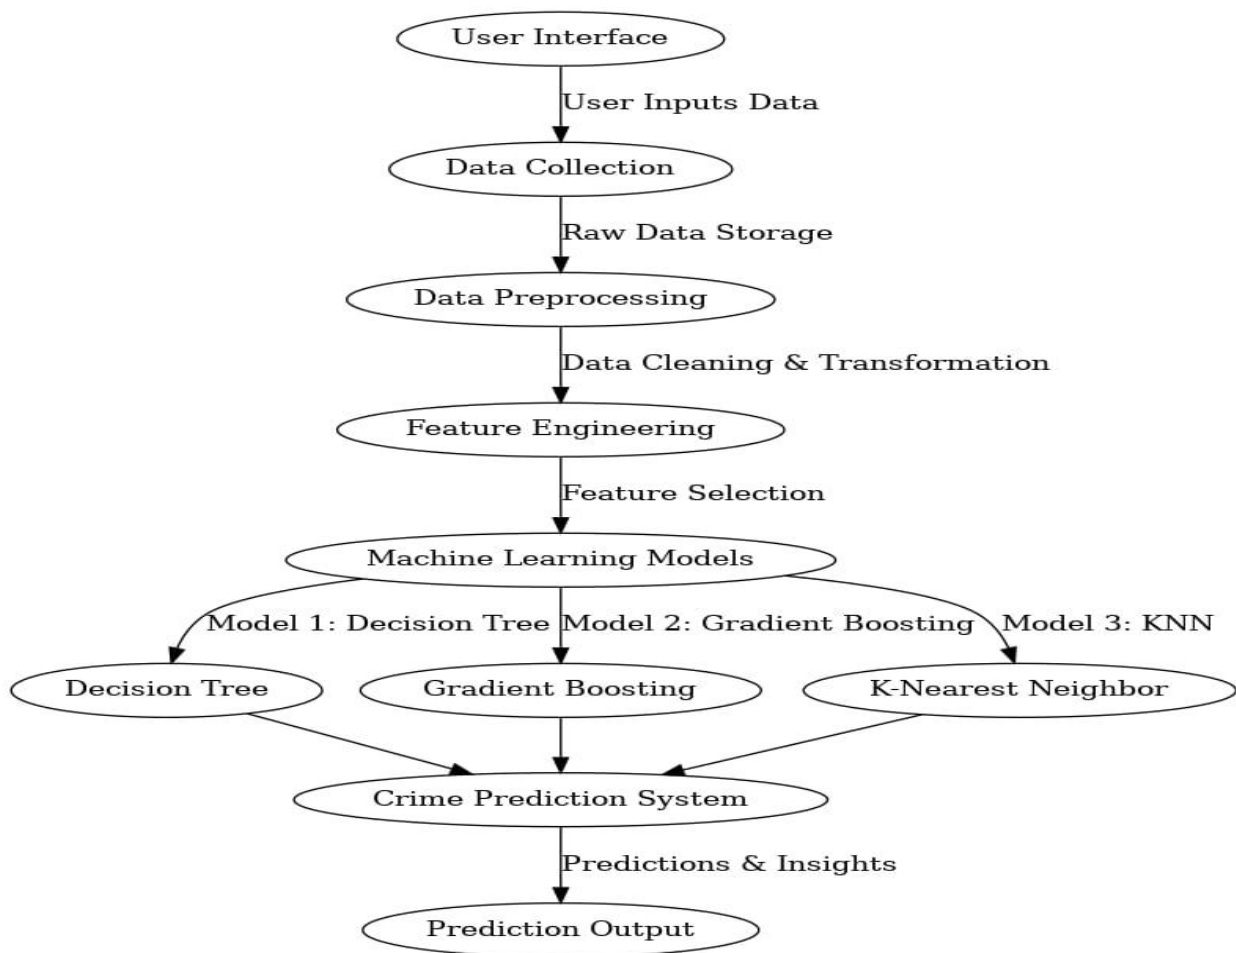 User Interface
User Inputs Data
Data Collection
Raw Data Storage
Data Preprocessing
Data Cleaning & Transformation
Feature Engineering
Feature Selection
Machine Learning Models
Model 1: Decision Tree
Model 2: Gradient Boosting
Model 3: KNN
Decision Tree
Gradient Boosting
K-Nearest Neighbor
Crime Prediction System
Predictions & Insights
Prediction Output